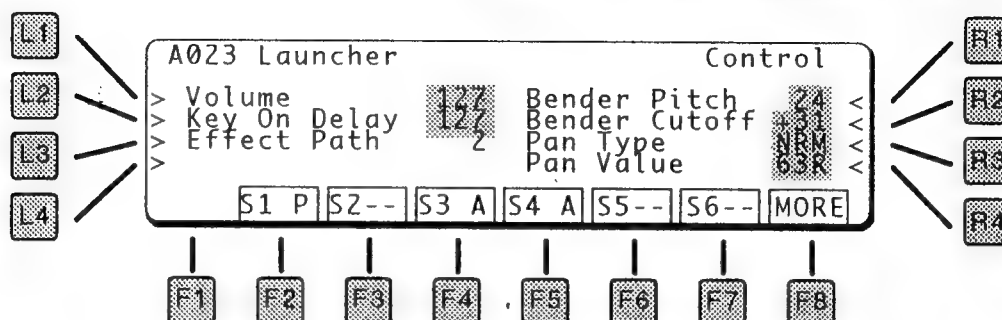 L1
L2
L3
L4
A023 Launcher Control
> Volume 127 Bender Pitch 24 <
> Key On Delay 127 Bender Cutoff +31 <
> Effect Path 2 Pan Type NRM <
> Pan Value 63R <
S1 P S2-- S3 A S4 A S5-- S6-- MORE
F1 F2 F3 F4 F5 F6 F7 F8
R1
R2
R3
R4